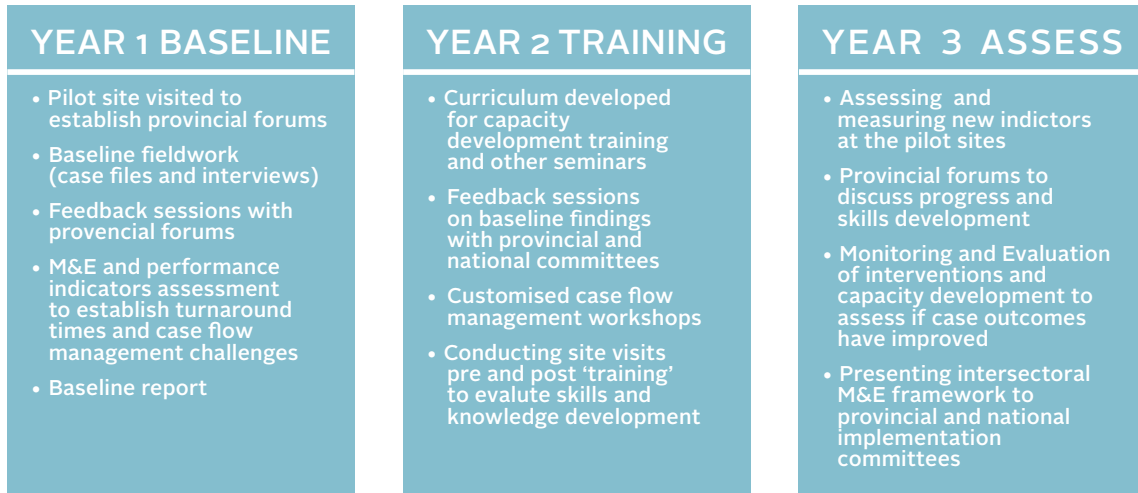 YEAR 1 BASELINE
• Pilot site visited to
establish provincial forums
• Baseline fieldwork
(case files and interviews)
• Feedback sessions with
provencial forums
• M&E and performance
indicators assessment
to establish turnaround
times and case flow
management challenges
• Baseline report
YEAR 2 TRAINING
• Curriculum developed
for capacity
development training
and other seminars
• Feedback sessions
on baseline findings
with provincial and
national committees
• Customised case flow
management workshops
• Conducting site visits
pre and post ‘training’
to evalute skills and
knowledge development
YEAR 3 ASSESS
• Assessing and
measuring new indictors
at the pilot sites
• Provincial forums to
discuss progress and
skills development
• Monitoring and Evaluation
of interventions and
capacity development to
assess if case outcomes
have improved
• Presenting intersectoral
M&E framework to
provincial and national
implementation
committees